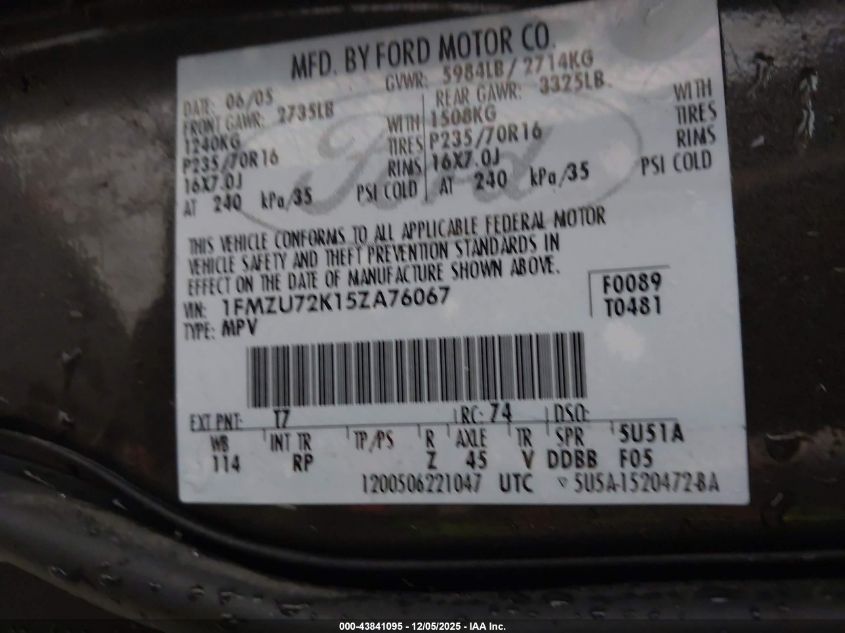 MFD. BY FORD MOTOR CO.
DATE: 06/05 GVWR: 5984LB / 2714KG
FRONT GAWR: 2735LB REAR GAWR: 3325LB
1240KG WITH 1508KG WITH
P235/70R16 TIRES P235/70R16 TIRES
16X7.0J RIMS 16X7.0J RIMS
AT 240 kPa/35 PSI COLD AT 240 kPa/35 PSI COLD
Ford
THIS VEHICLE CONFORMS TO ALL APPLICABLE FEDERAL MOTOR
VEHICLE SAFETY AND THEFT PREVENTION STANDARDS IN
EFFECT ON THE DATE OF MANUFACTURE SHOWN ABOVE.
VIN: 1FMZU72K15ZA76067 F0089
TYPE: MPV T0481
EXT PNT: T7 RC: 74 DSO:
WB INT TR TP/PS R AXLE TR SPR 5U51A
114 RP Z 45 V DDBB F05
1200506221047 UTC ▽ 5U5A-1520472-BA
000-43841095 - 12/05/2025 - IAA Inc.